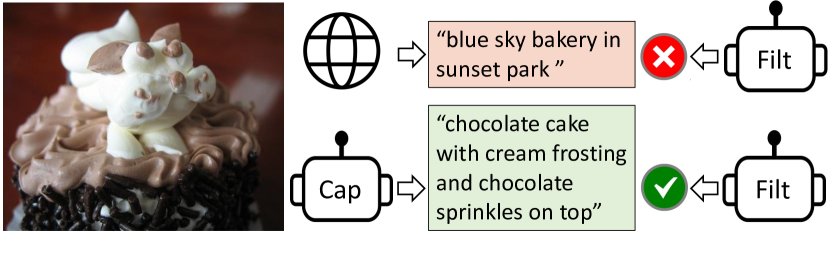 “blue sky bakery in
sunset park ”
Filt
“chocolate cake
with cream frosting
and chocolate
sprinkles on top”
Cap
Filt